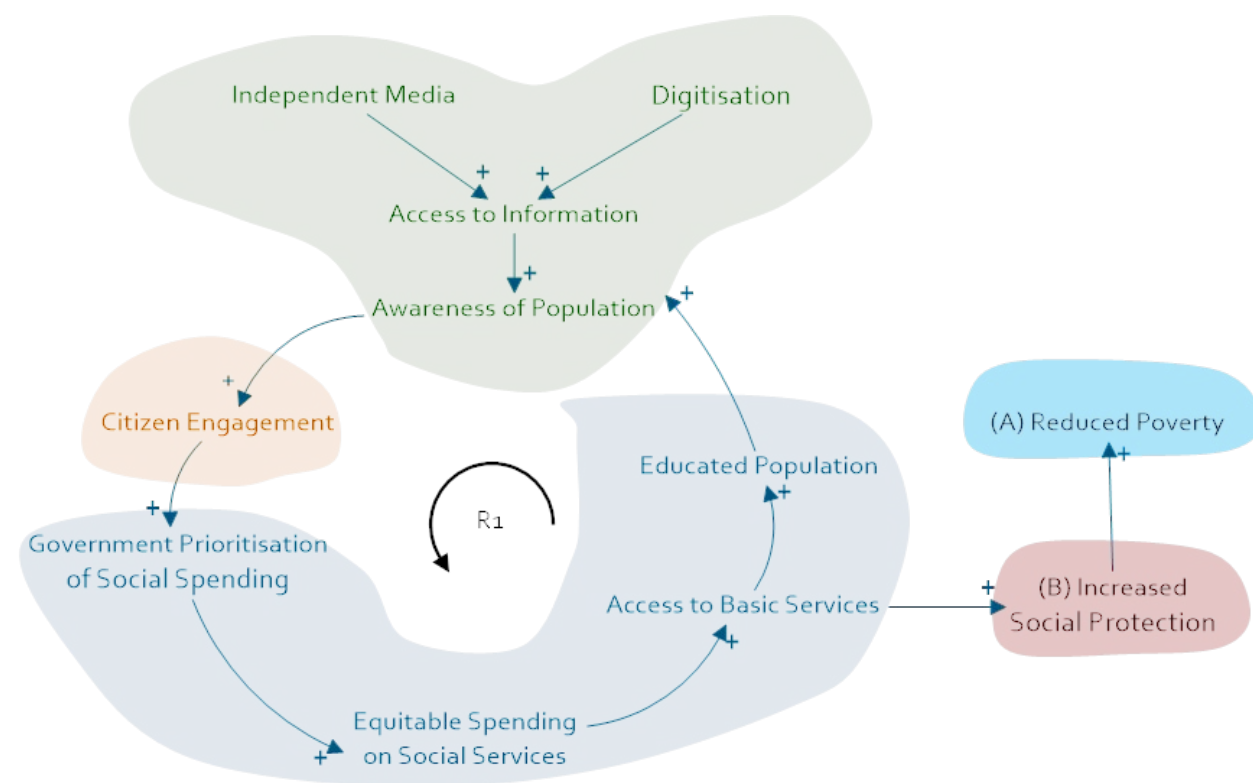 Independent Media
Digitisation
+
+
Access to Information
+
+
Awareness of Population
+
Citizen Engagement
(A) Reduced Poverty
+
Educated Population
+
+
R1
Government Prioritisation
of Social Spending
+
(B) Increased
Social Protection
Access to Basic Services
+
Equitable Spending
on Social Services
+